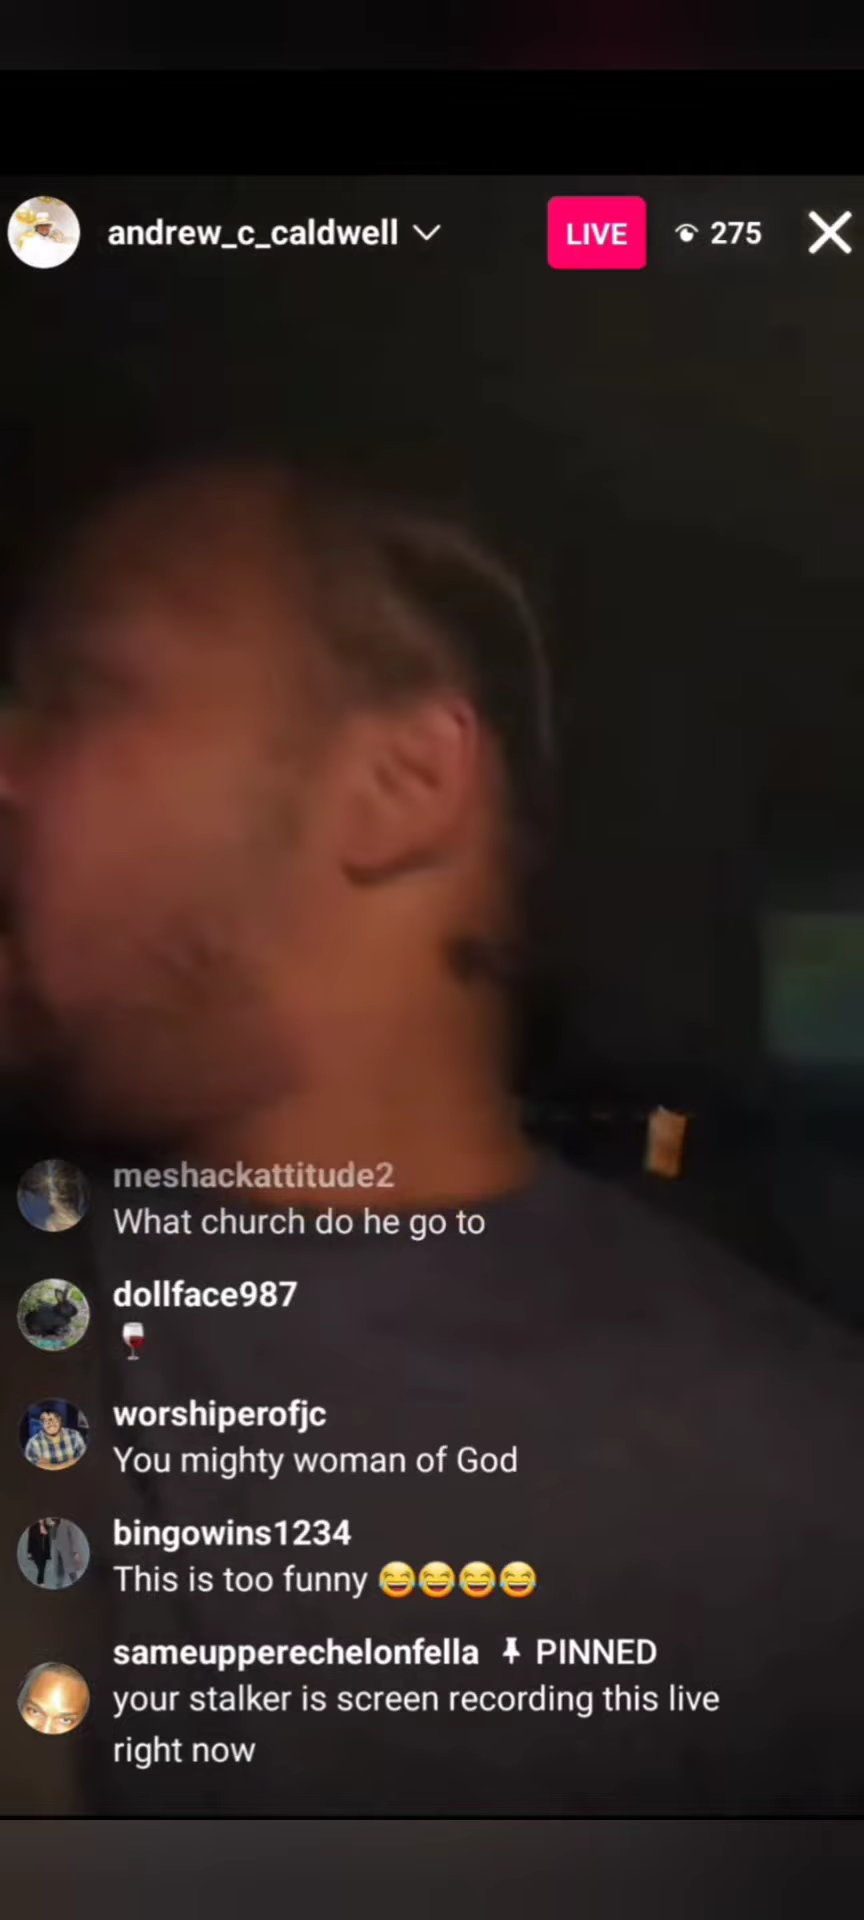 andrew_c_caldwell
LIVE
275
meshackattitude2
What church do he go to
dollface987
🍷
worshiperofjc
You mighty woman of God
bingowins1234
This is too funny 😂😂😂😂
sameupperechelonfella 📌 PINNED
your stalker is screen recording this live
right now